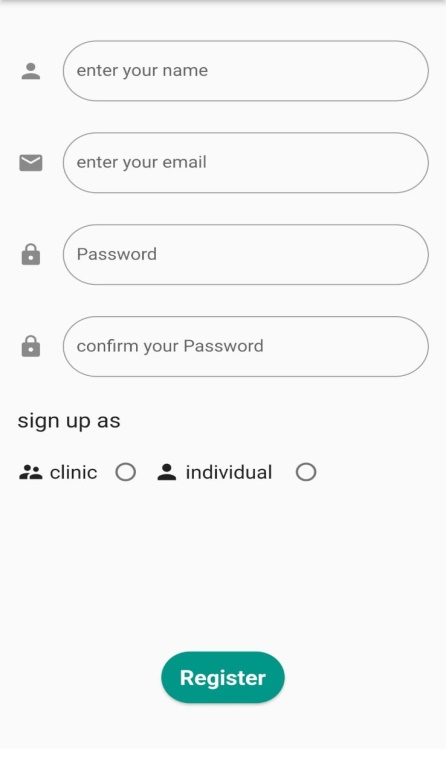 enter your name
enter your email
Password
confirm your Password
sign up as
clinic individual
Register